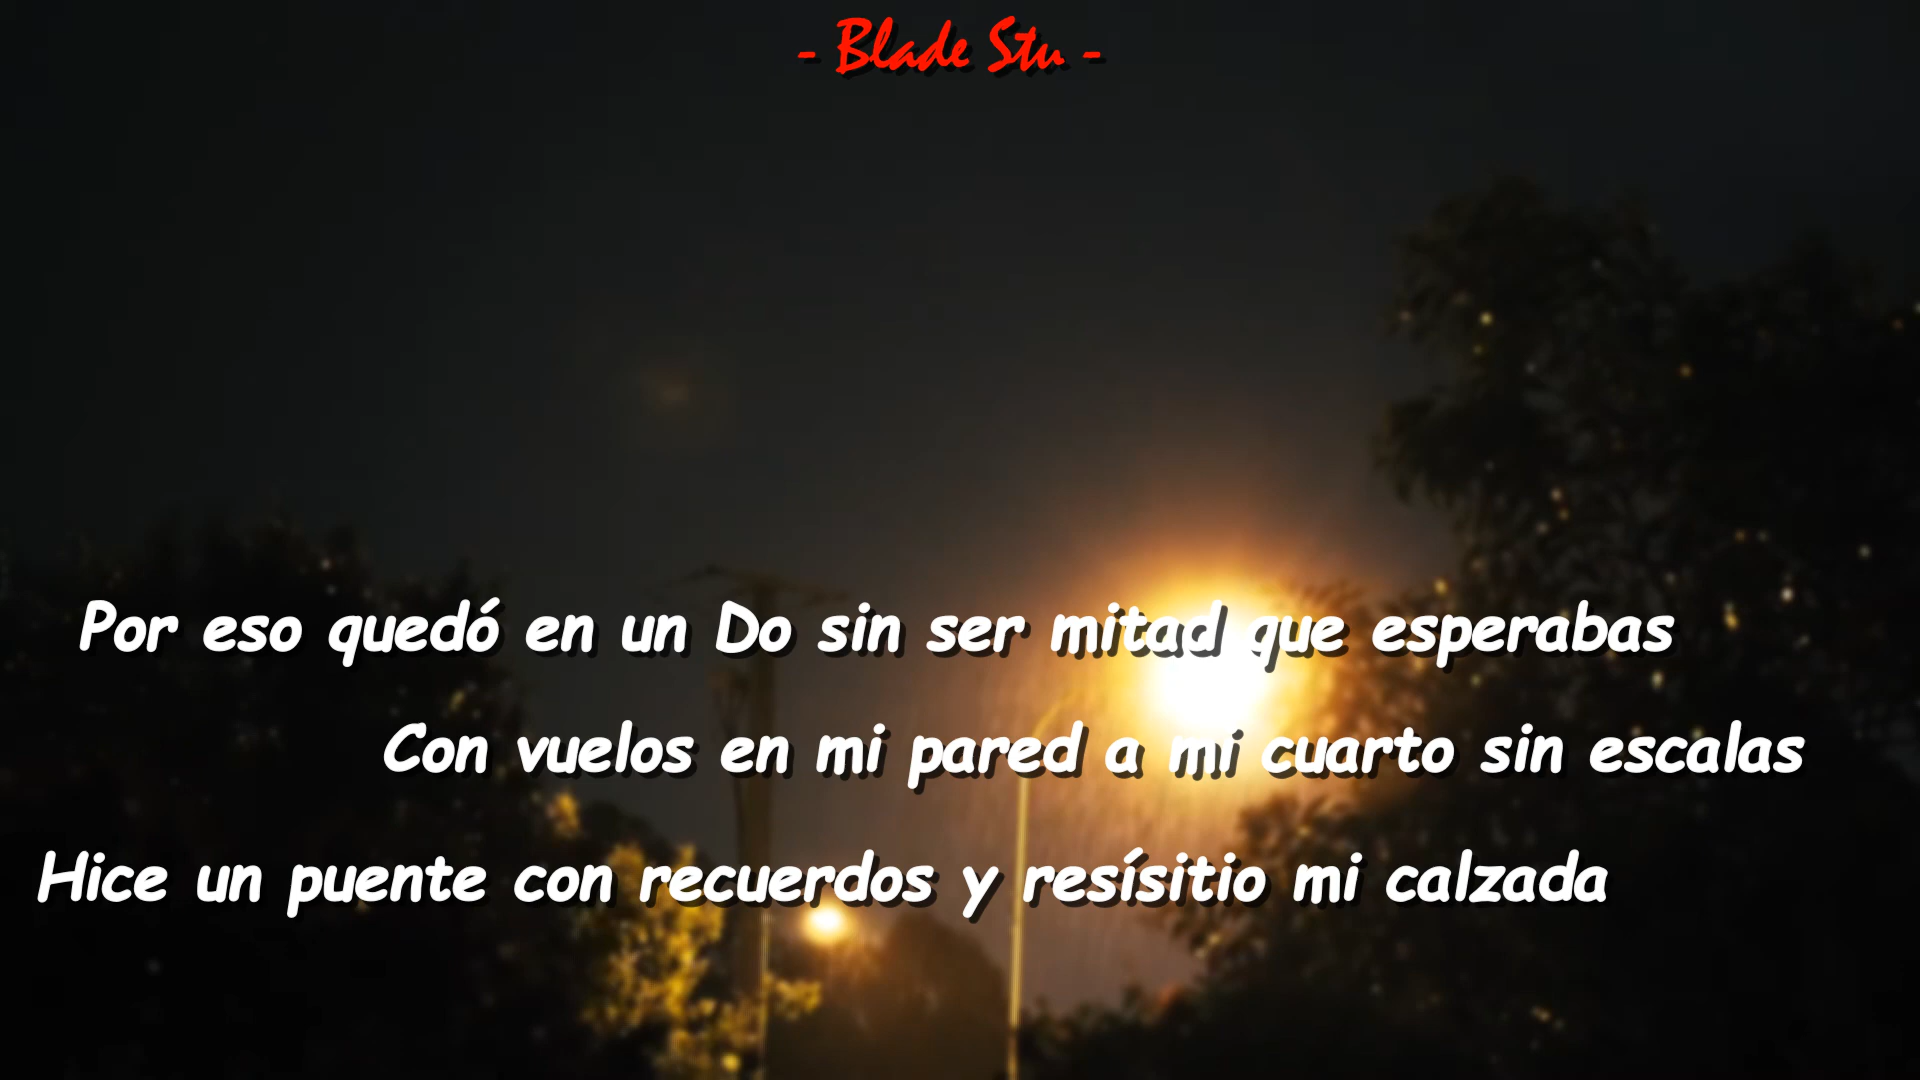 - Blade Stu -
Por eso quedó en un Do sin ser mitad que esperabas
Con vuelos en mi pared a mi cuarto sin escalas
Hice un puente con recuerdos y resísitio mi calzada